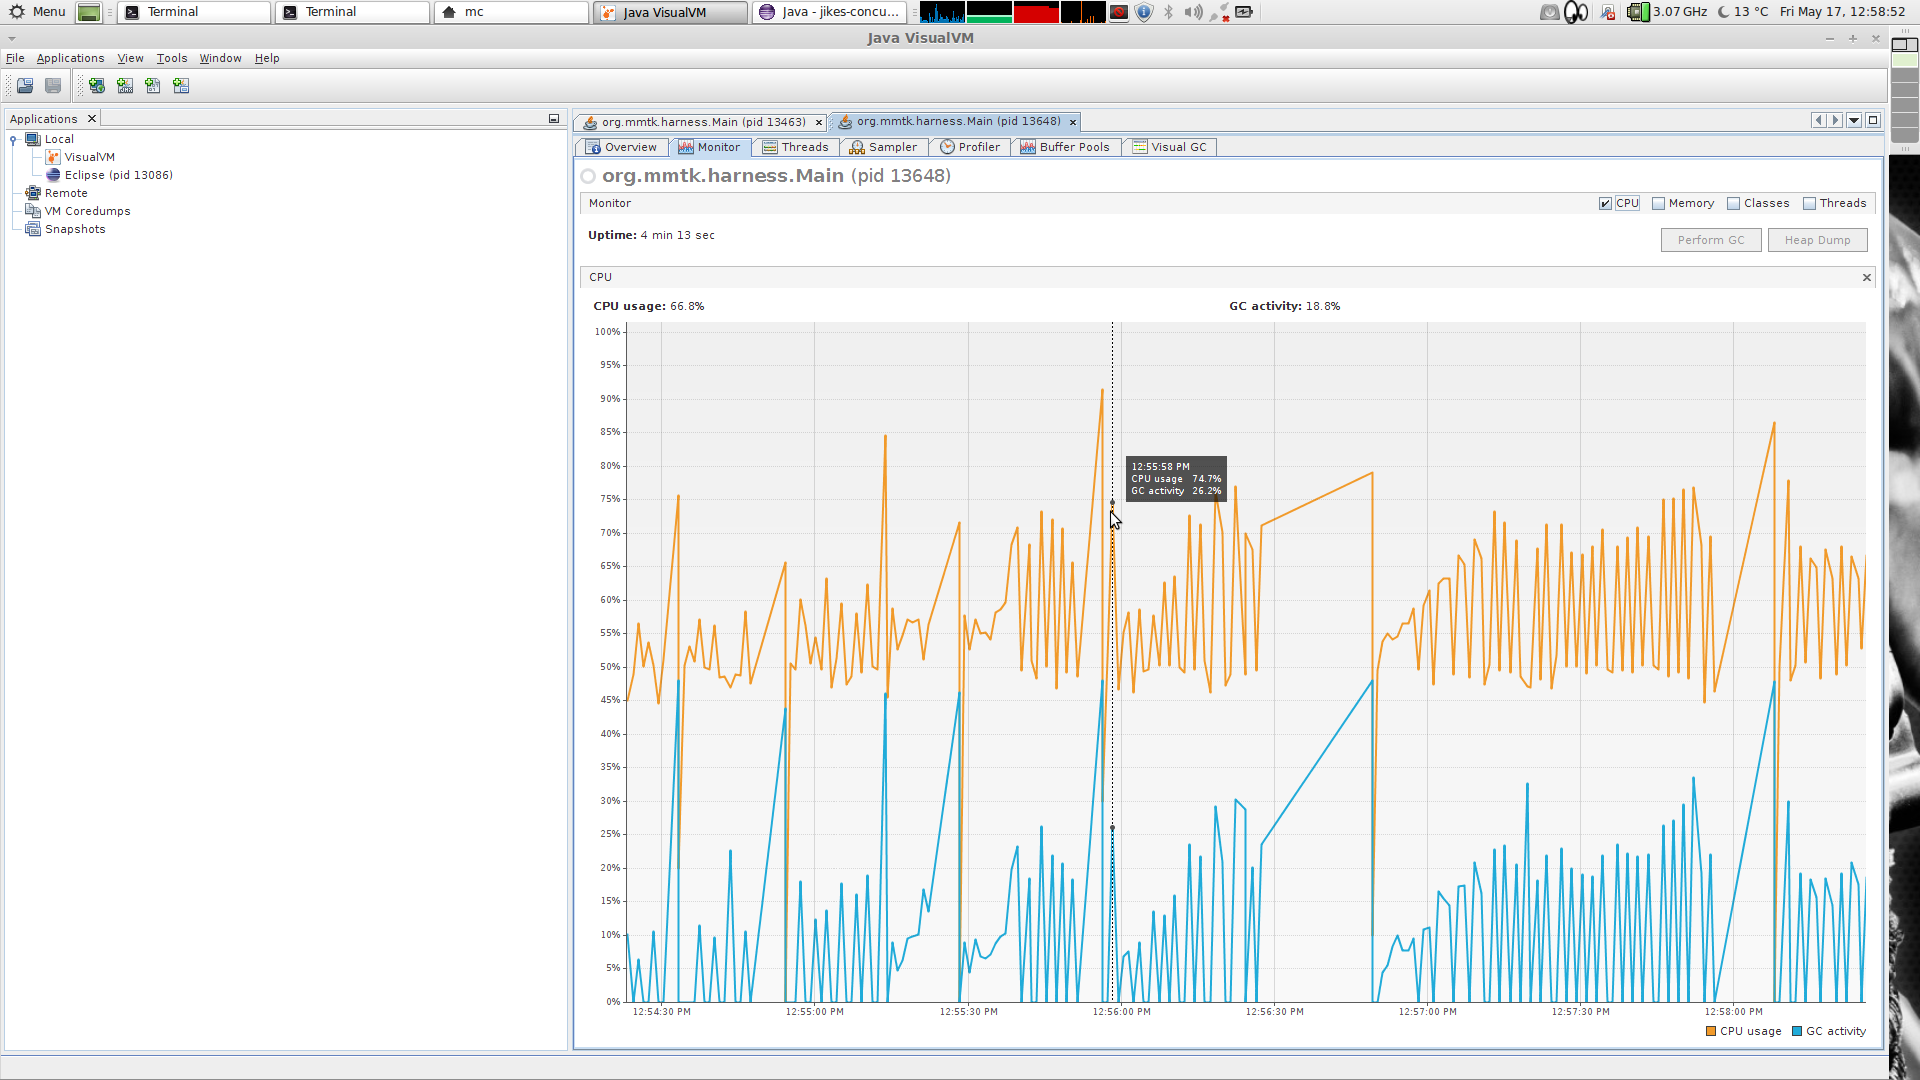 Menu
Terminal
Terminal
mc
Java VisualVM
Java - jikes-concu...
3.07 GHz
13 °C
Fri May 17, 12:58:52
Java VisualVM
File Applications View Tools Window Help
Applications
Local
VisualVM
Eclipse (pid 13086)
Remote
VM Coredumps
Snapshots
org.mmtk.harness.Main (pid 13463)
org.mmtk.harness.Main (pid 13648)
Overview
Monitor
Threads
Sampler
Profiler
Buffer Pools
Visual GC
org.mmtk.harness.Main (pid 13648)
Monitor
CPU
Memory
Classes
Threads
Uptime: 4 min 13 sec
Perform GC
Heap Dump
CPU
CPU usage: 66.8%
GC activity: 18.8%
100%
95%
90%
85%
80%
75%
70%
65%
60%
55%
50%
45%
40%
35%
30%
25%
20%
15%
10%
5%
0%
12:55:58 PM
CPU usage 74.7%
GC activity 26.2%
12:54:30 PM
12:55:00 PM
12:55:30 PM
12:56:00 PM
12:56:30 PM
12:57:00 PM
12:57:30 PM
12:58:00 PM
CPU usage
GC activity